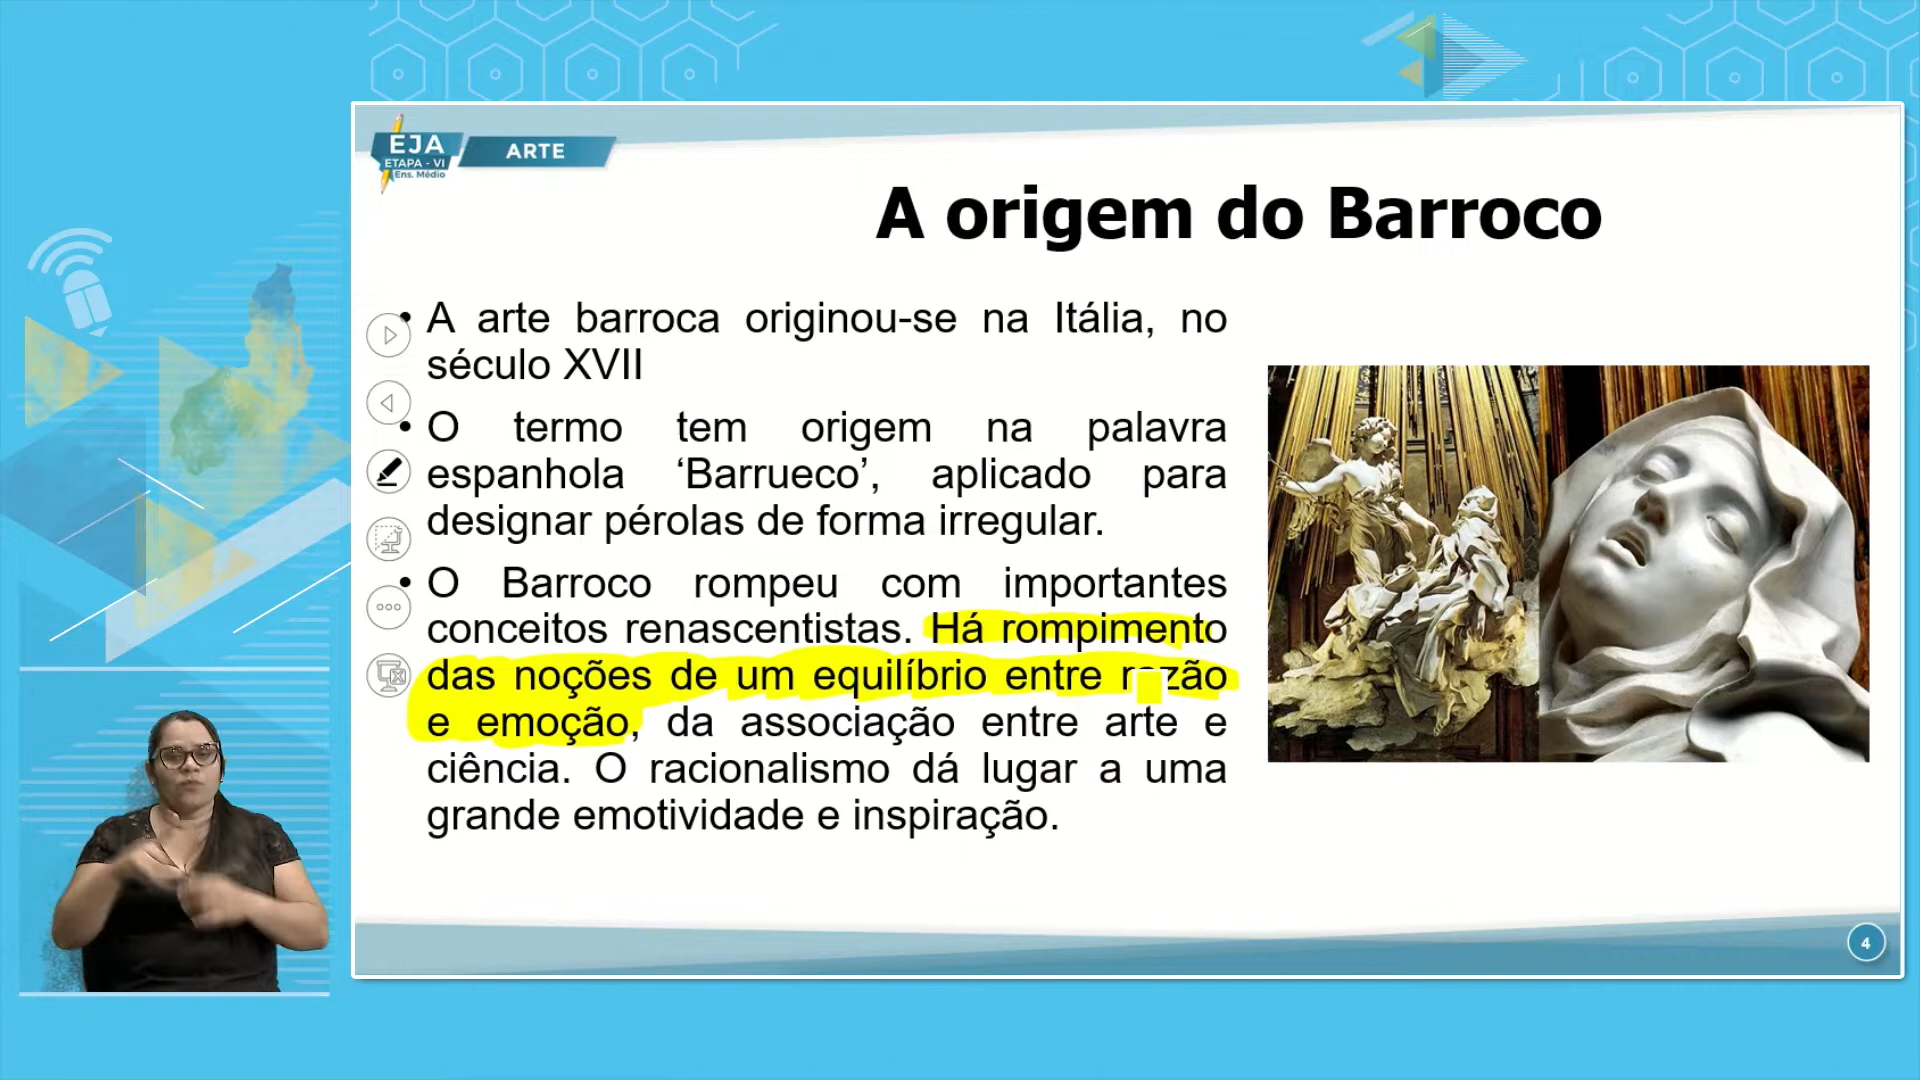 EJA
ETAPA - VI
Ens. Médio
ARTE
A origem do Barroco
• A arte barroca originou-se na Itália, no
século XVII
• O termo tem origem na palavra
espanhola ‘Barrueco’, aplicado para
designar pérolas de forma irregular.
• O Barroco rompeu com importantes
conceitos renascentistas. Há rompimento
das noções de um equilíbrio entre razão
e emoção, da associação entre arte e
ciência. O racionalismo dá lugar a uma
grande emotividade e inspiração.
4